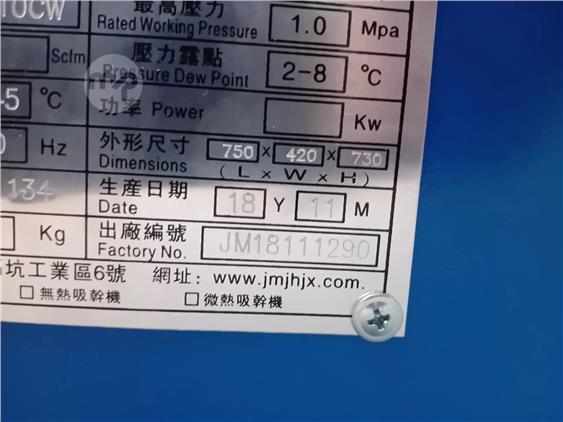 10CW 最高壓力 Rated Working Pressure 1.0 Mpa
Scfm 壓力露點 Pressure Dew Point 2-8 ℃
5 ℃ 功率 Power Kw
Hz 外形尺寸 Dimensions 750 x 420 x 730
(L x W x H)
134 生産日期 Date 18 Y 11 M
Kg 出廠編號 Factory No. JM18111290
坑工業區6號 網址: www.jmjhjx.com.
□ 無熱吸幹機 □ 微熱吸幹機